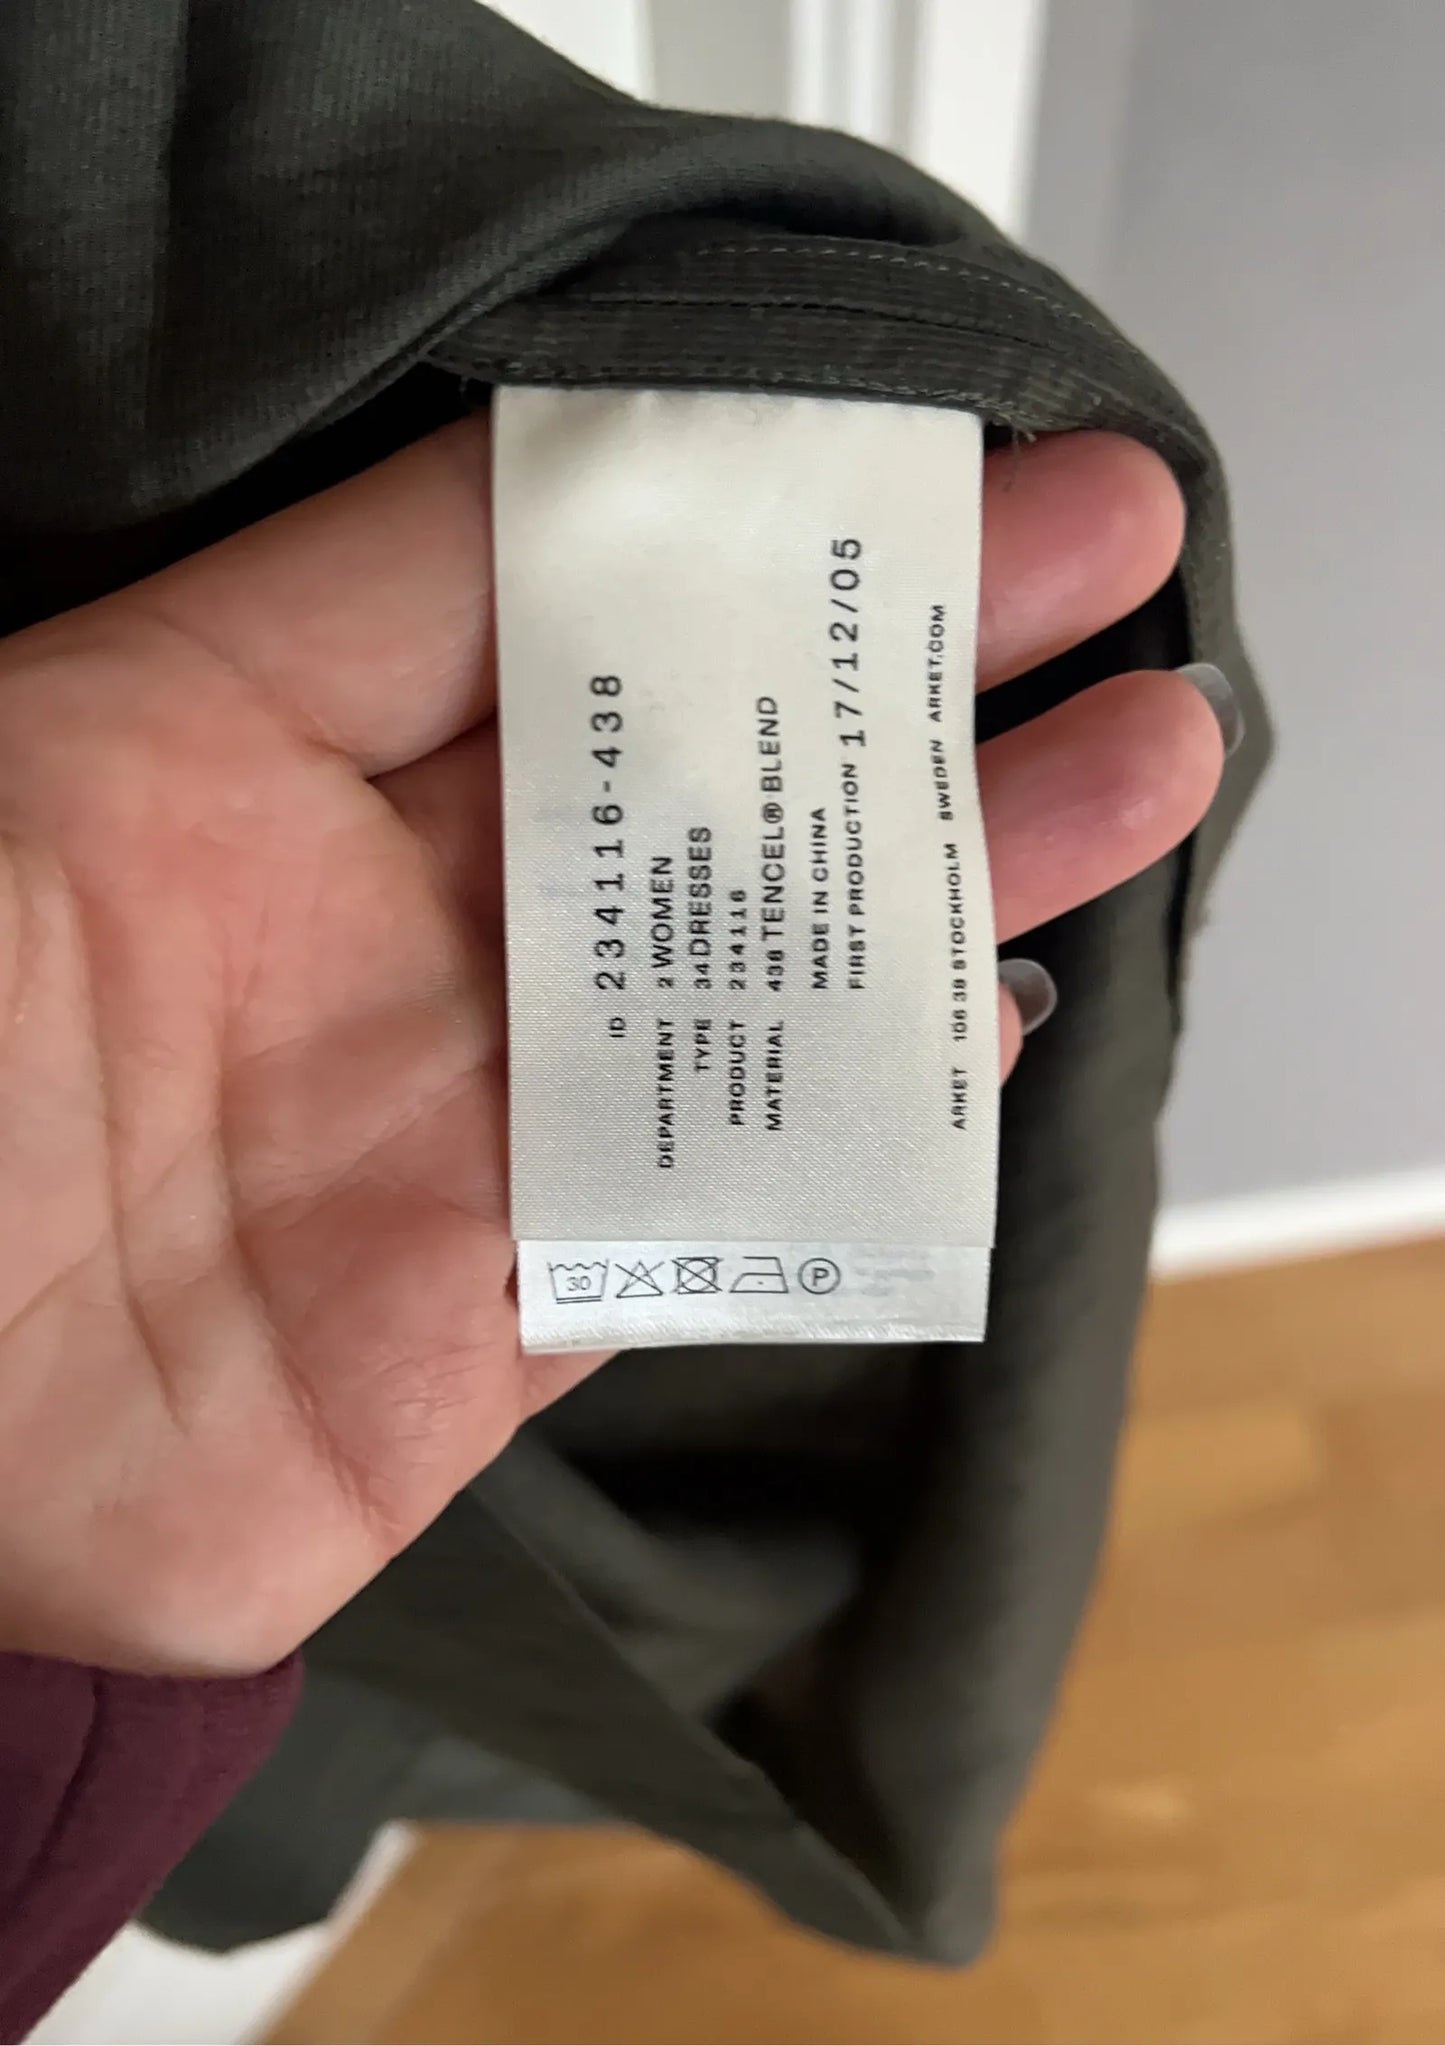 ID 234116-438
DEPARTMENT 2 WOMEN
TYPE 34 DRESSES
PRODUCT 234116
MATERIAL 438 TENCEL® BLEND
MADE IN CHINA
FIRST PRODUCTION 17/12/05
ARKET 106 38 STOCKHOLM SWEDEN ARKET.COM
30
P